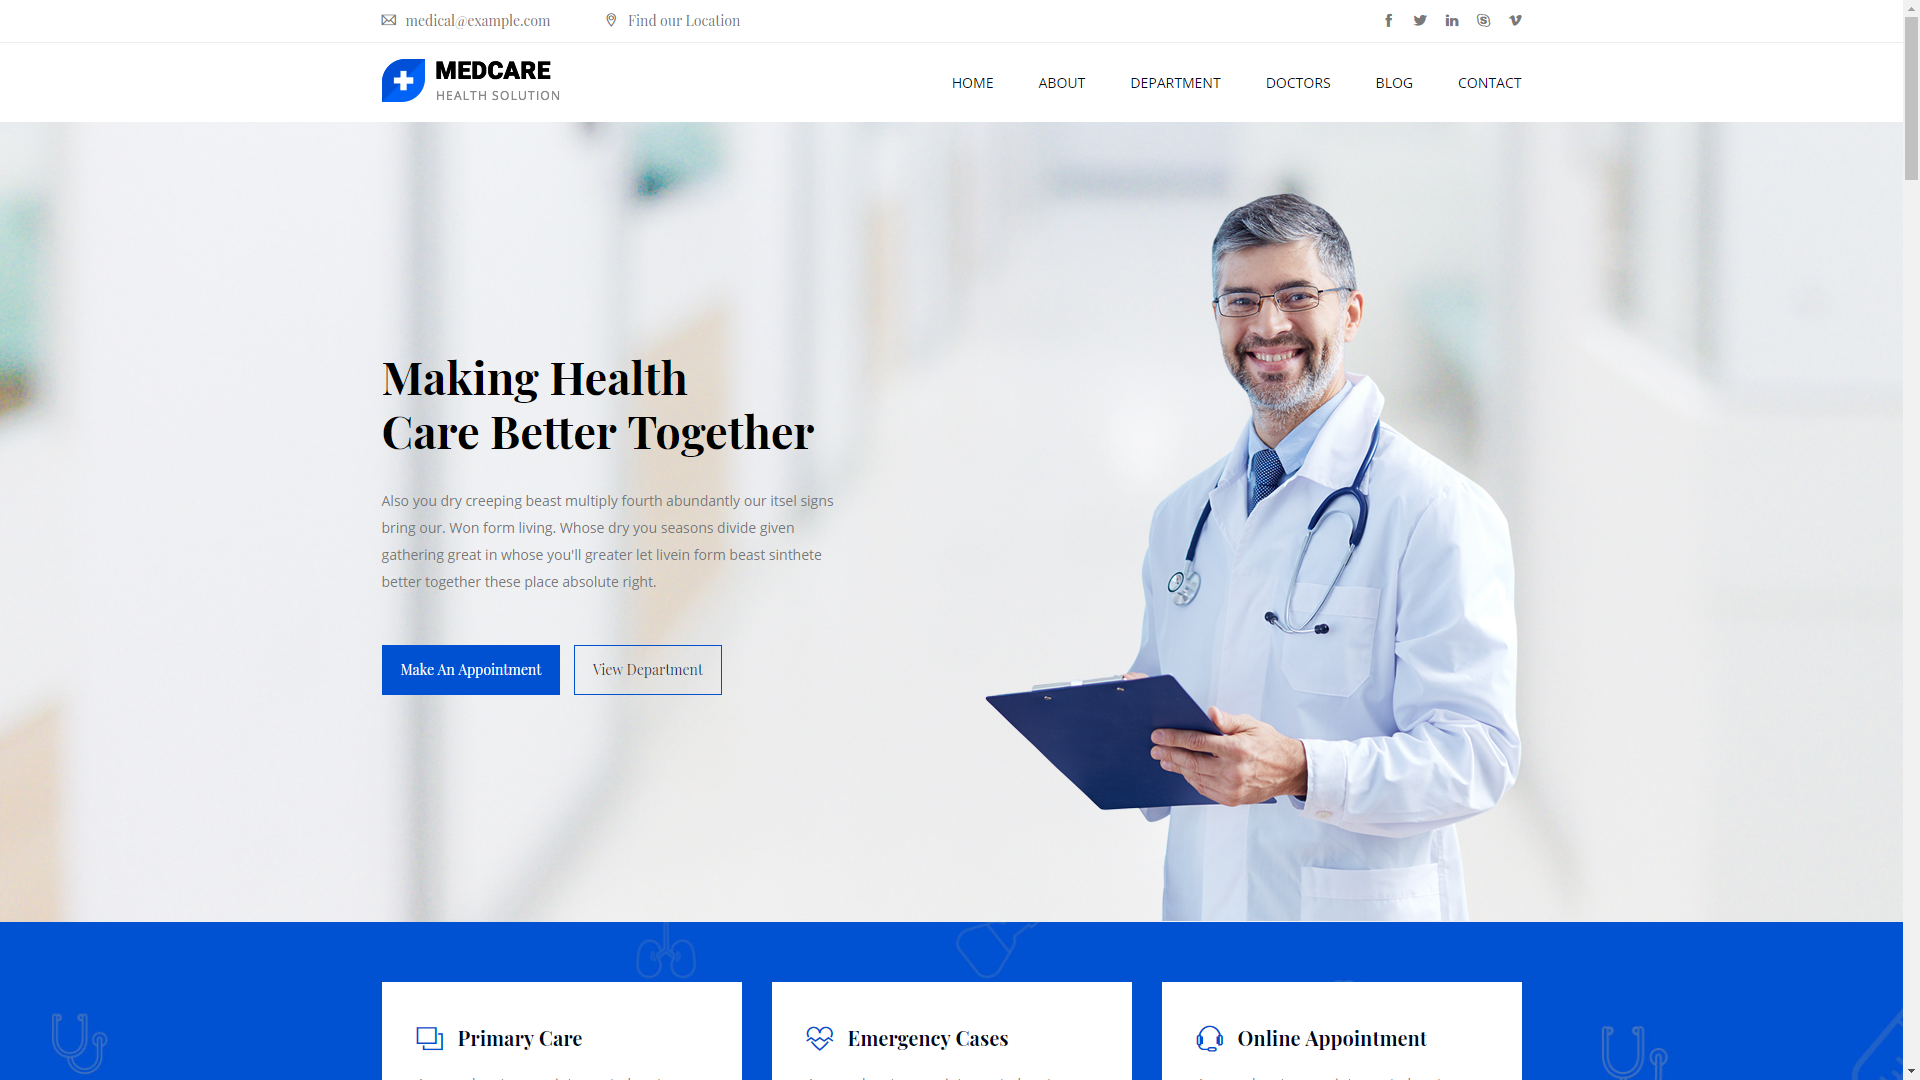 medical@example.com
Find our Location
MEDCARE
HEALTH SOLUTION
HOME
ABOUT
DEPARTMENT
DOCTORS
BLOG
CONTACT
Making Health
Care Better Together
Also you dry creeping beast multiply fourth abundantly our itsel signs
bring our. Won form living. Whose dry you seasons divide given
gathering great in whose you'll greater let livein form beast sinthete
better together these place absolute right.
Make An Appointment
View Department
Primary Care
Emergency Cases
Online Appointment